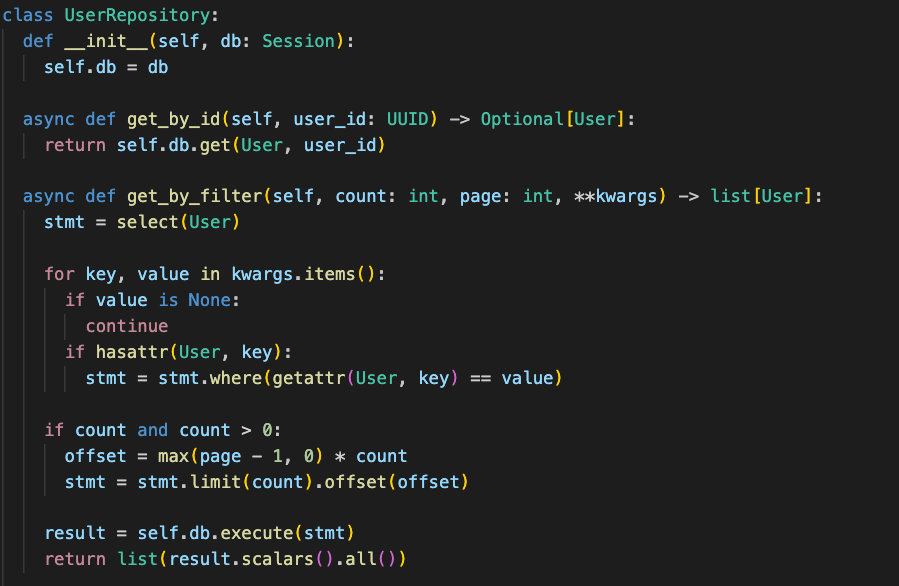 class UserRepository:
  def __init__(self, db: Session):
    self.db = db

  async def get_by_id(self, user_id: UUID) -> Optional[User]:
    return self.db.get(User, user_id)

  async def get_by_filter(self, count: int, page: int, **kwargs) -> list[User]:
    stmt = select(User)

    for key, value in kwargs.items():
      if value is None:
        continue
      if hasattr(User, key):
        stmt = stmt.where(getattr(User, key) == value)

    if count and count > 0:
      offset = max(page - 1, 0) * count
      stmt = stmt.limit(count).offset(offset)

    result = self.db.execute(stmt)
    return list(result.scalars().all())